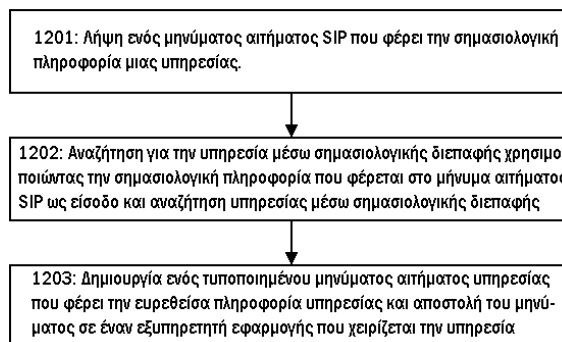 1201: Λήψη ενός μηνύματος αιτήματος SIP που φέρει την σημασιολογική
πληροφορία μιας υπηρεσίας.
1202: Αναζήτηση για την υπηρεσία μέσω σημασιολογικής διεπαφής χρησιμο
ποιώντας την σημασιολογική πληροφορία που φέρεται στο μήνυμα αιτήματος
SIP ως είσοδο και αναζήτηση υπηρεσίας μέσω σημασιολογικής διεπαφής
1203: Δημιουργία ενός τυποποιημένου μηνύματος αιτήματος υπηρεσίας
που φέρει την ευρεθείσα πληροφορία υπηρεσίας και αποστολή του μηνύ-
ματος σε έναν εξυπηρετητή εφαρμογής που χειρίζεται την υπηρεσία